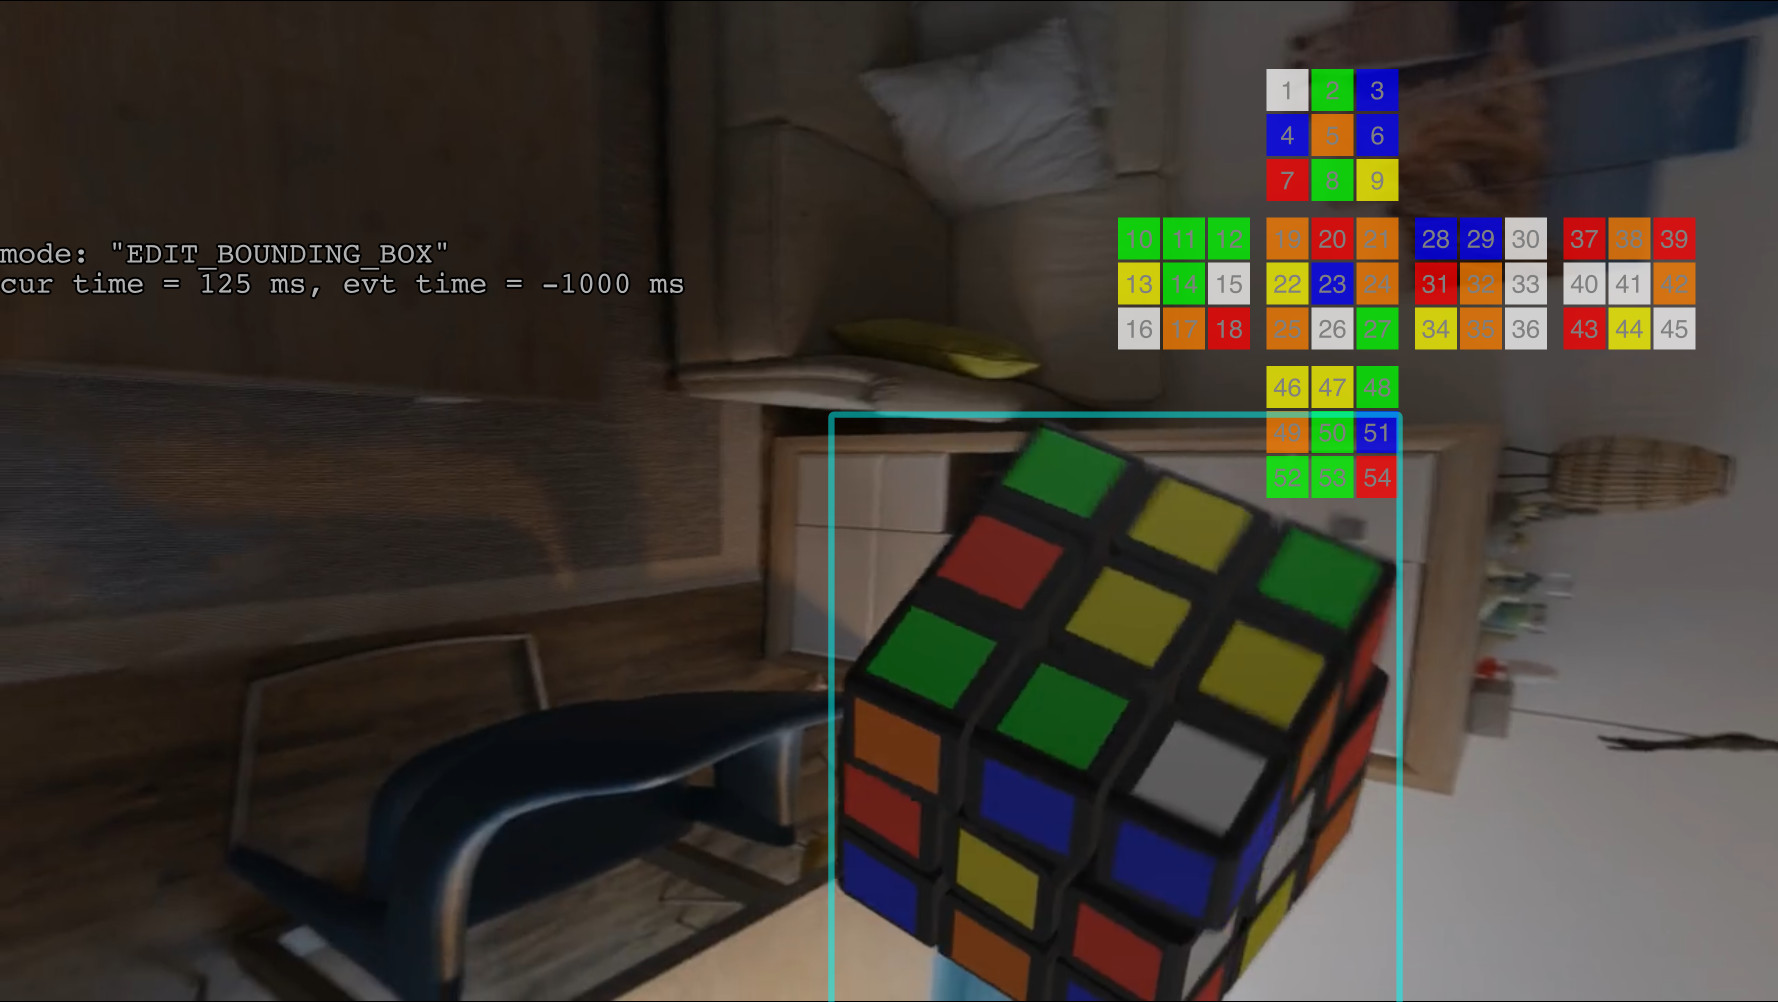 1 2 3
4 5 6
7 8 9
mode: "EDIT_BOUNDING_BOX"
cur time = 125 ms, evt time = -1000 ms
10 11 12 19 20 21 28 29 30 37 38 39
13 14 15 22 23 24 31 32 33 40 41 42
16 17 18 25 26 27 34 35 36 43 44 45
46 47 48
49 50 51
52 53 54